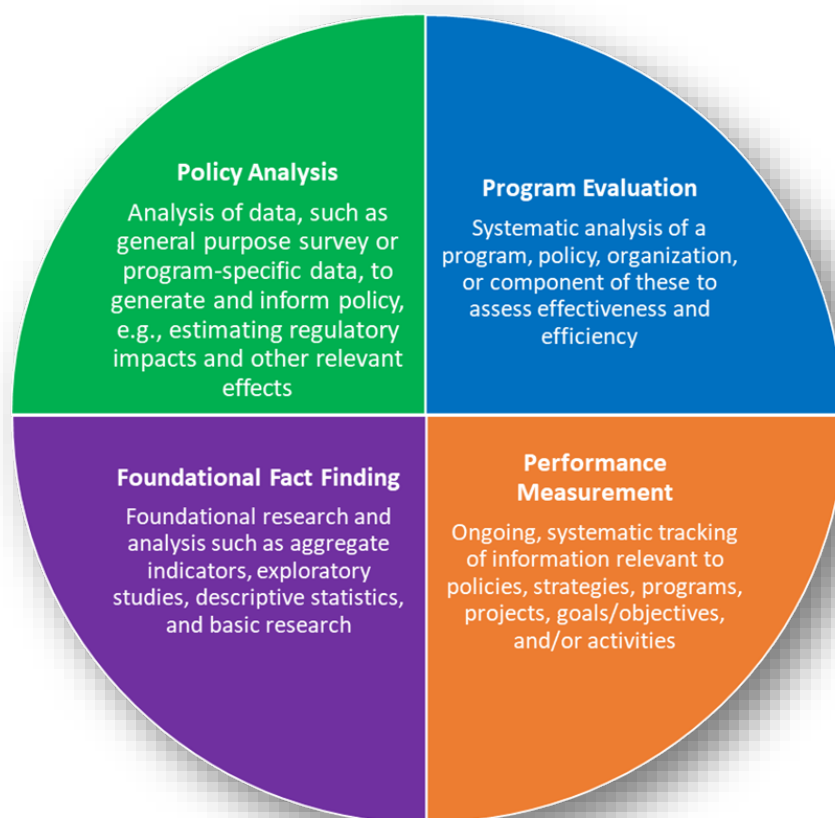 Policy Analysis
Analysis of data, such as
general purpose survey or
program-specific data, to
generate and inform policy,
e.g., estimating regulatory
impacts and other relevant
effects
Program Evaluation
Systematic analysis of a
program, policy, organization,
or component of these to
assess effectiveness and
efficiency
Foundational Fact Finding
Foundational research and
analysis such as aggregate
indicators, exploratory
studies, descriptive statistics,
and basic research
Performance
Measurement
Ongoing, systematic tracking
of information relevant to
policies, strategies, programs,
projects, goals/objectives,
and/or activities